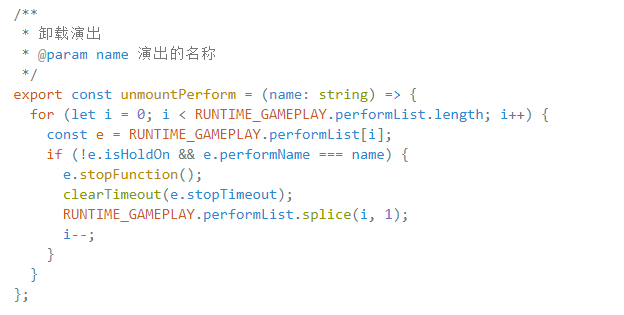 /**
 * 卸载演出
 * @param name 演出的名称
 */
export const unmountPerform = (name: string) => {
  for (let i = 0; i < RUNTIME_GAMEPLAY.performList.length; i++) {
    const e = RUNTIME_GAMEPLAY.performList[i];
    if (!e.isHoldOn && e.performName === name) {
      e.stopFunction();
      clearTimeout(e.stopTimeout);
      RUNTIME_GAMEPLAY.performList.splice(i, 1);
      i--;
    }
  }
};